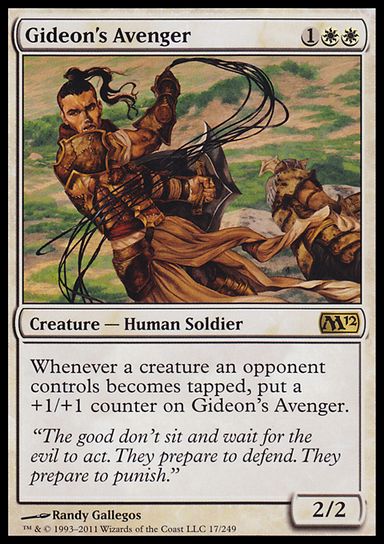 Gideon's Avenger 1
Creature — Human Soldier M12
Whenever a creature an opponent
controls becomes tapped, put a
+1/+1 counter on Gideon's Avenger.
"The good don't sit and wait for the
evil to act. They prepare to defend. They
prepare to punish."
2/2
Randy Gallegos
™ & © 1993–2011 Wizards of the Coast LLC 17/249